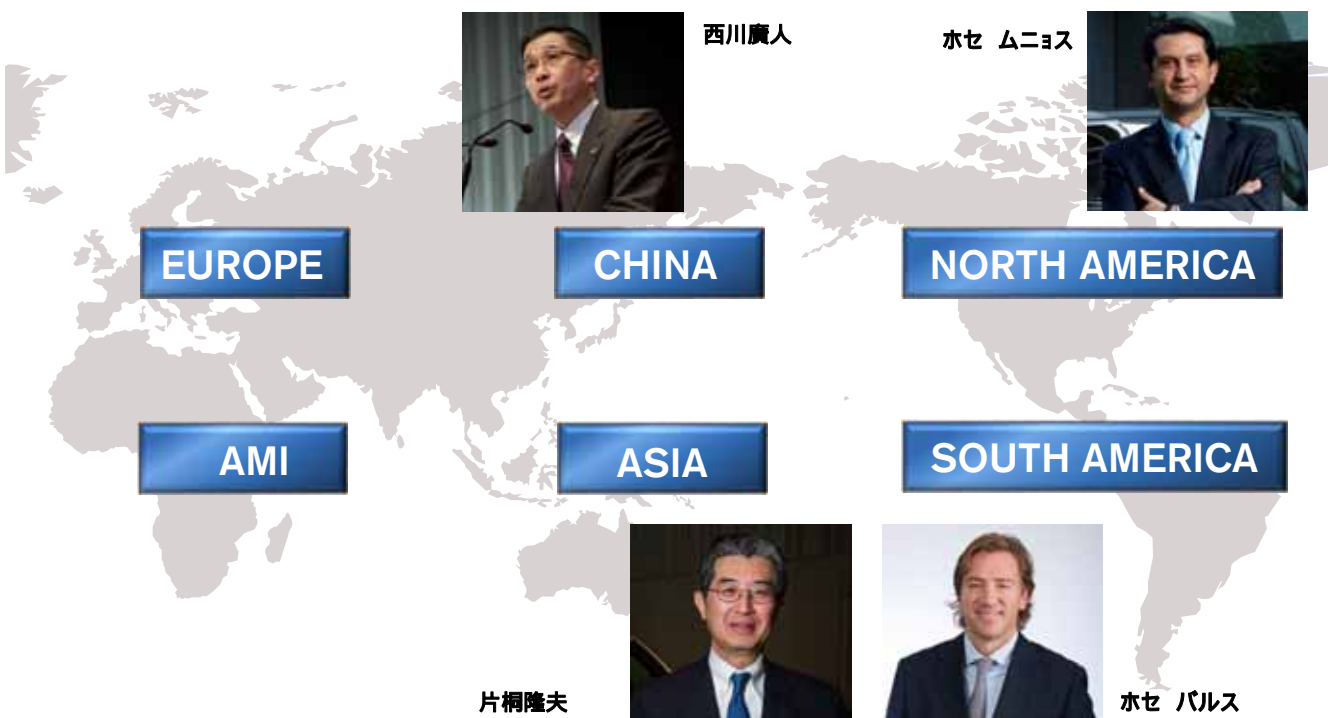 西川廣人
ホセ ムニョス
EUROPE
CHINA
NORTH AMERICA
AMI
ASIA
SOUTH AMERICA
片桐隆夫
ホセ バルス